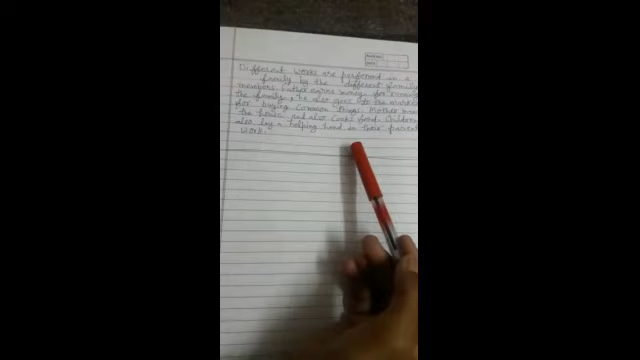 Different works are performed in a
family by the different family
members. Father earns money for running
the family, he also goes to the market
for buying common things. Mother
the house and also cooks food. Children
also lay a helping hand in their parent
work.